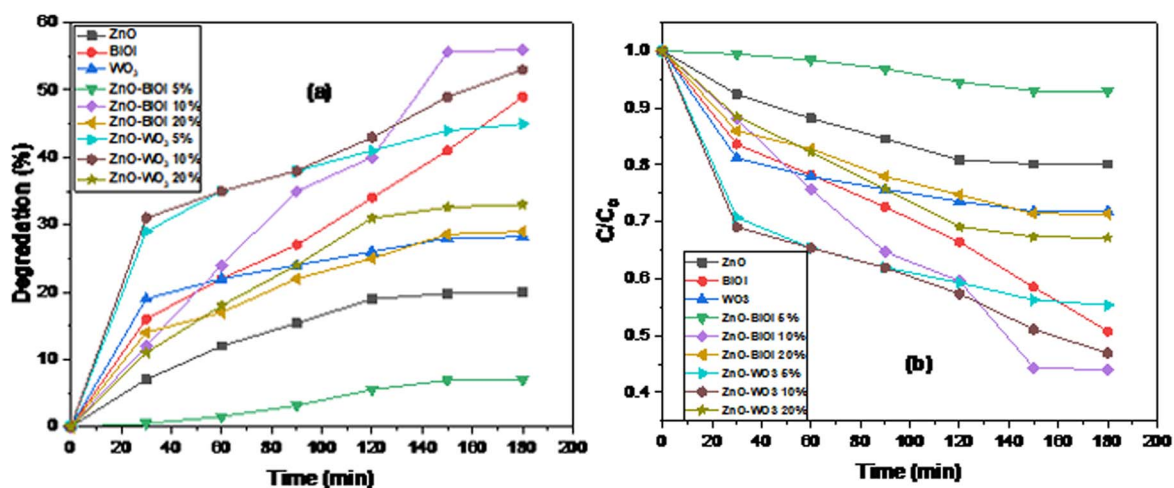 60
50
40
30
20
10
0
Degradation (%)
ZnO
BIOI
WO₃
ZnO-BIOI 5%
ZnO-BIOI 10%
ZnO-BIOI 20%
ZnO-WO₃ 5%
ZnO-WO₃ 10%
ZnO-WO₃ 20%
(a)
0 20 40 60 80 100 120 140 160 180 200
Time (min)
1.0
0.9
0.8
0.7
0.6
0.5
0.4
C/C₀
ZnO
BIOI
WO3
ZnO-BIOI 5%
ZnO-BIOI 10%
ZnO-BIOI 20%
ZnO-WO3 5%
ZnO-WO3 10%
ZnO-WO3 20%
(b)
0 20 40 60 80 100 120 140 160 180 200
Time (min)